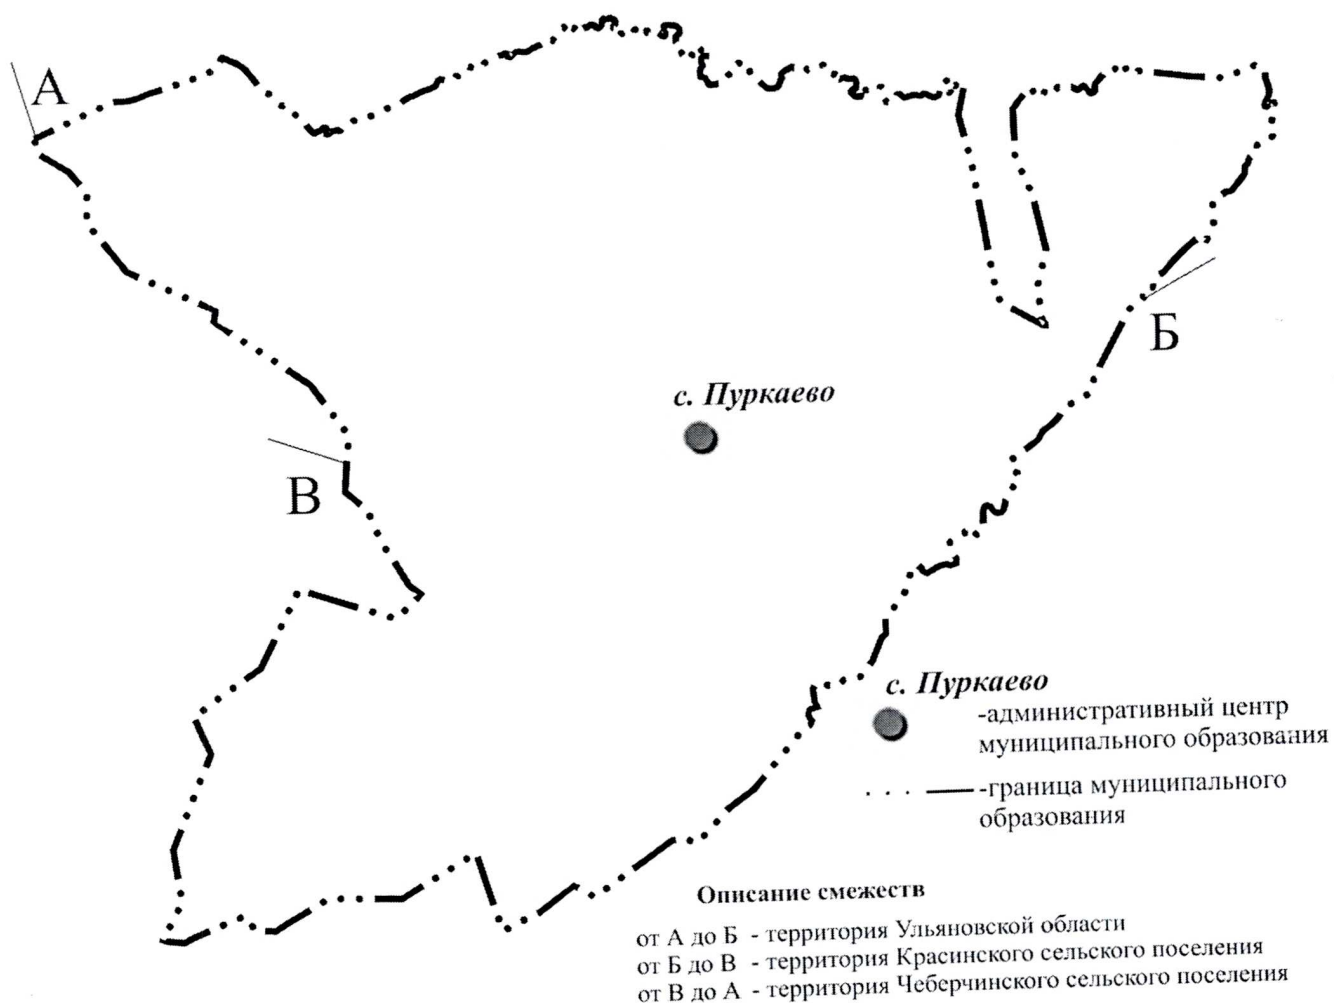 А
с. Пуркаево
Б
В
с. Пуркаево
-административный центр
муниципального образования
-граница муниципального
образования
Описание смежеств
от А до Б - территория Ульяновской области
от Б до В - территория Красинского сельского поселения
от В до А - территория Чеберчинского сельского поселения